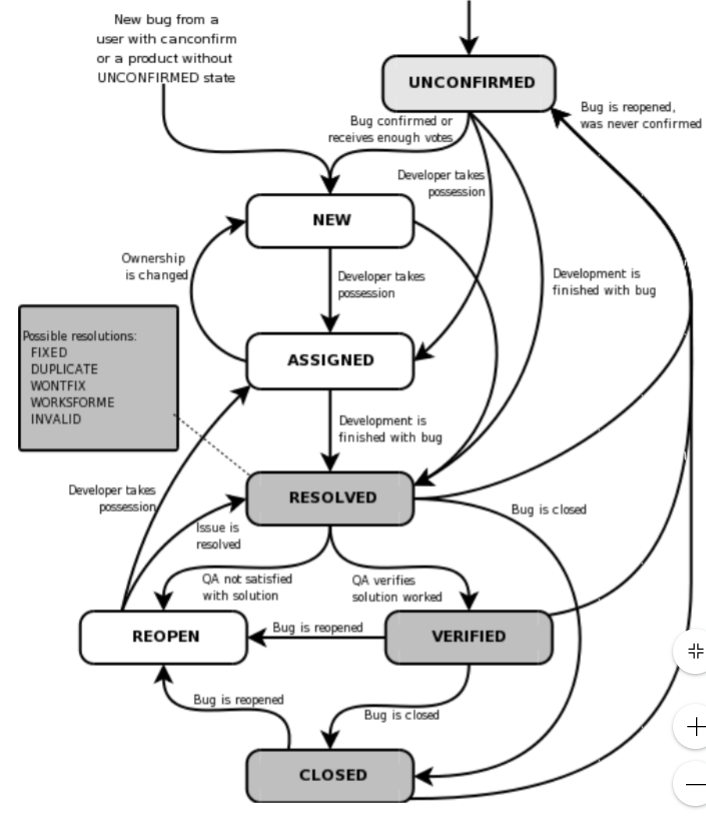 New bug from a
user with canconfirm
or a product without
UNCONFIRMED state
UNCONFIRMED
Bug is reopened,
was never confirmed
Bug confirmed or
receives enough votes
Developer takes
possession
NEW
Ownership
is changed
Developer takes
possession
Development is
finished with bug
Possible resolutions:
FIXED
DUPLICATE
WONTFIX
WORKSFORME
INVALID
ASSIGNED
Development is
finished with bug
Developer takes
possession
RESOLVED
Bug is closed
Issue is
resolved
QA not satisfied
with solution
QA verifies
solution worked
REOPEN
Bug is reopened
VERIFIED
Bug is reopened
Bug is closed
CLOSED